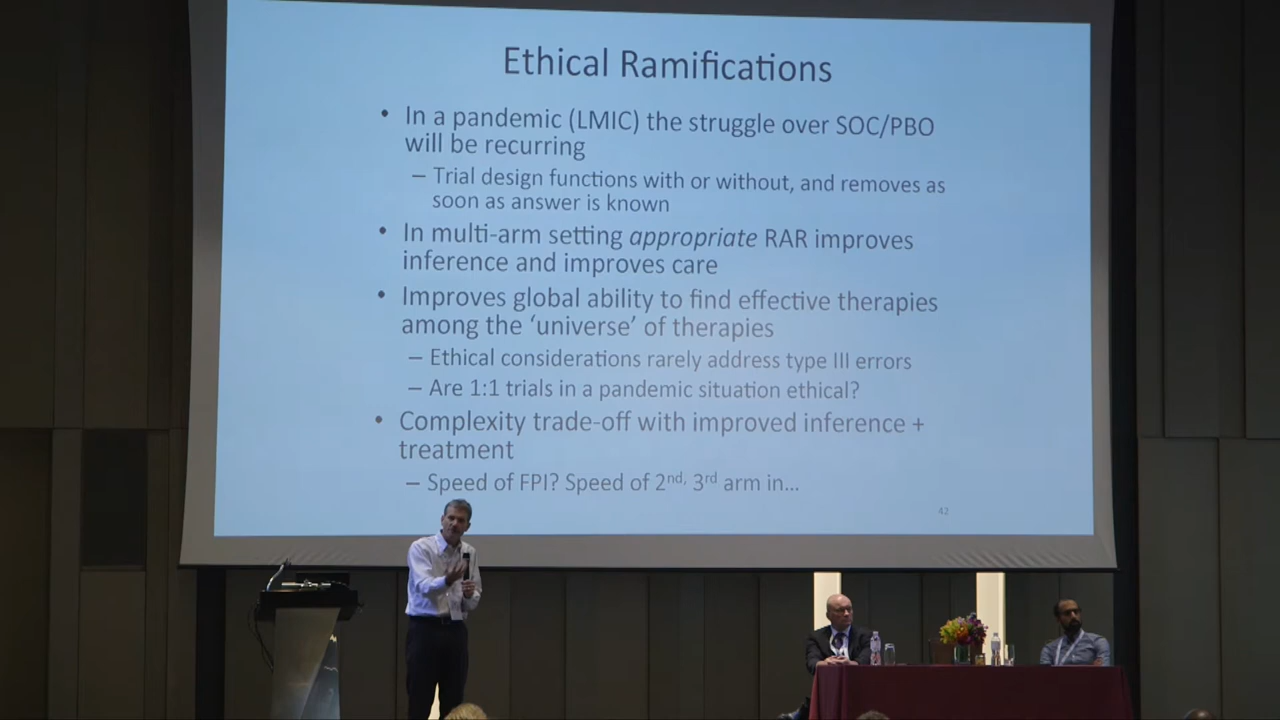 Ethical Ramifications
• In a pandemic (LMIC) the struggle over SOC/PBO
will be recurring
– Trial design functions with or without, and removes as
soon as answer is known
• In multi-arm setting appropriate RAR improves
inference and improves care
• Improves global ability to find effective therapies
among the ‘universe’ of therapies
– Ethical considerations rarely address type III errors
– Are 1:1 trials in a pandemic situation ethical?
• Complexity trade-off with improved inference +
treatment
– Speed of FPI? Speed of 2nd, 3rd arm in...
42